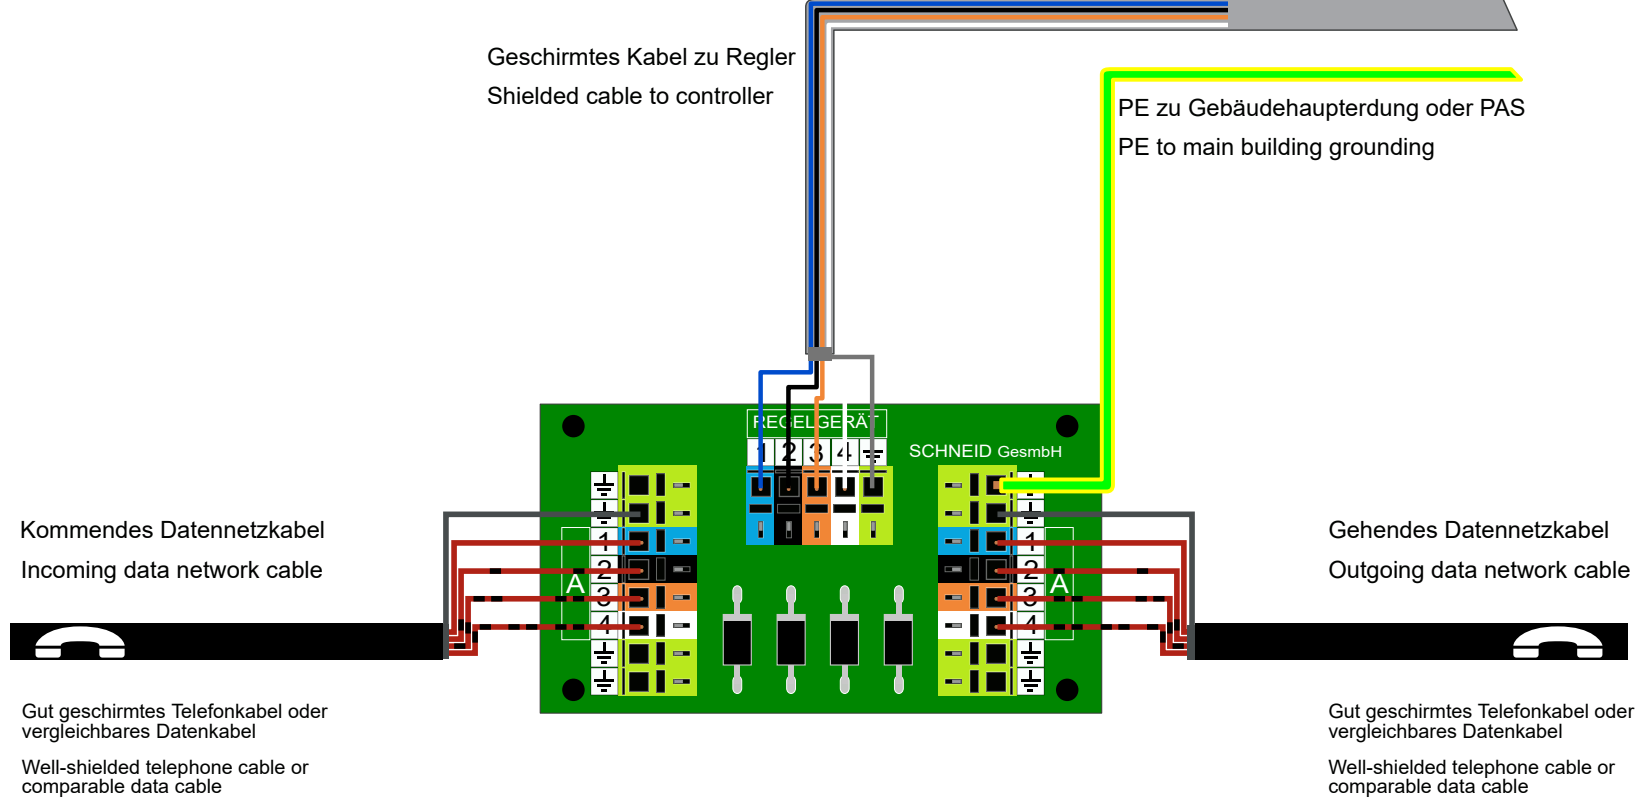 Geschirmtes Kabel zu Regler
Shielded cable to controller
PE zu Gebäudehaupterdung oder PAS
PE to main building grounding
REGELGERÄT
1 2 3 4
SCHNEID GesmbH
Kommendes Datennetzkabel
Incoming data network cable
A
1
2
3
4
1
2
3
4
A
Gehendes Datennetzkabel
Outgoing data network cable
Gut geschirmtes Telefonkabel oder
vergleichbares Datenkabel
Well-shielded telephone cable or
comparable data cable
Gut geschirmtes Telefonkabel oder
vergleichbares Datenkabel
Well-shielded telephone cable or
comparable data cable